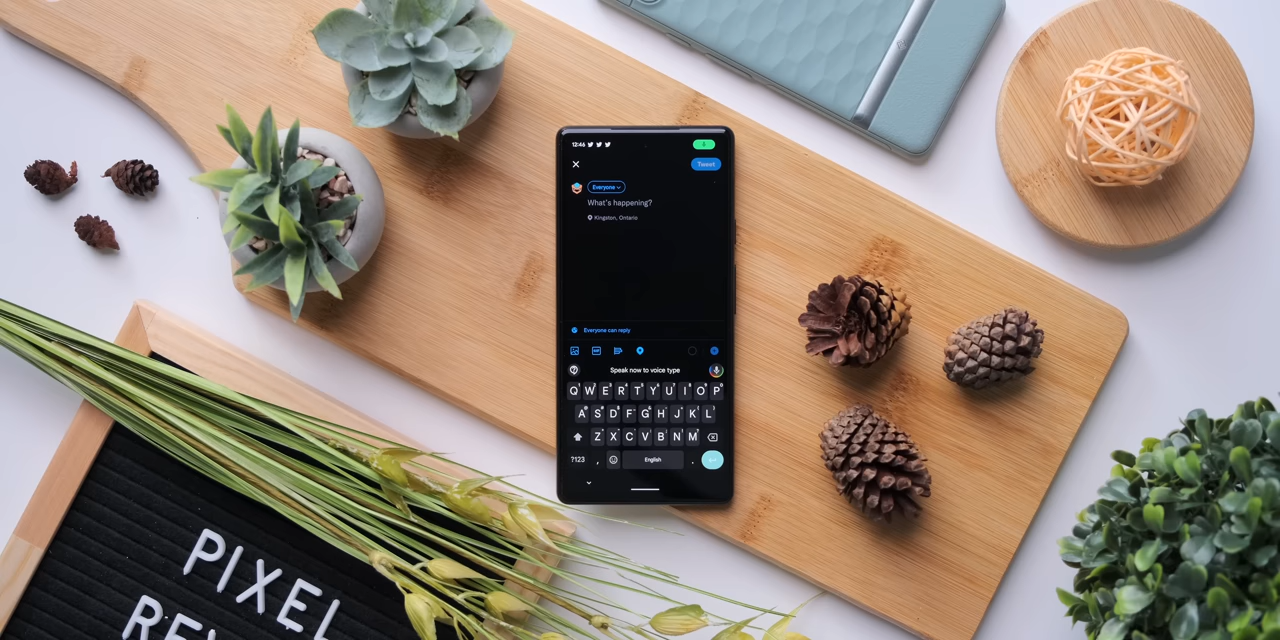 12:46
Tweet
Everyone
What's happening?
Kingston, Ontario
Everyone can reply
GIF
Speak now to voice type
Q W E R T Y U I O P
A S D F G H J K L
Z X C V B N M
?123 , English .
PIXEL